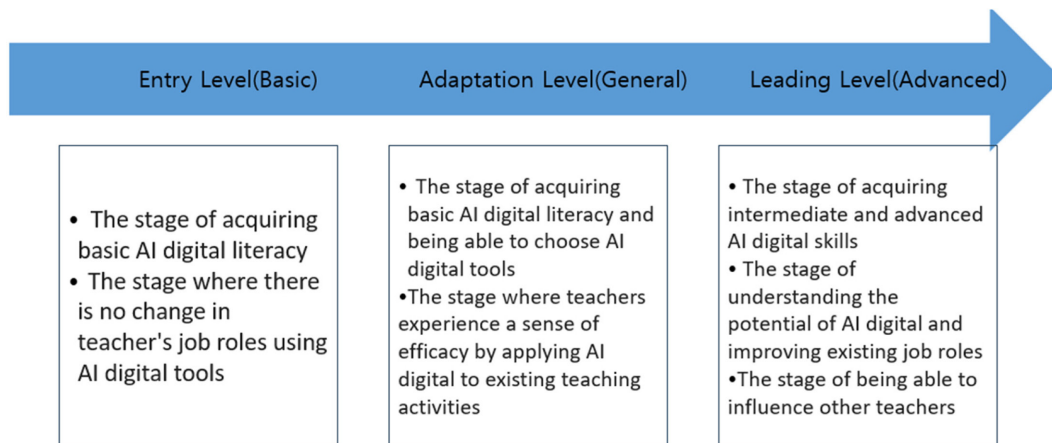 Entry Level(Basic)
Adaptation Level(General)
Leading Level(Advanced)
• The stage of acquiring
basic AI digital literacy
• The stage where there
is no change in
teacher's job roles using
AI digital tools
• The stage of acquiring
basic AI digital literacy and
being able to choose AI
digital tools
•The stage where teachers
experience a sense of
efficacy by applying AI
digital to existing teaching
activities
• The stage of acquiring
intermediate and advanced
AI digital skills
• The stage of
understanding the
potential of AI digital and
improving existing job roles
•The stage of being able to
influence other teachers